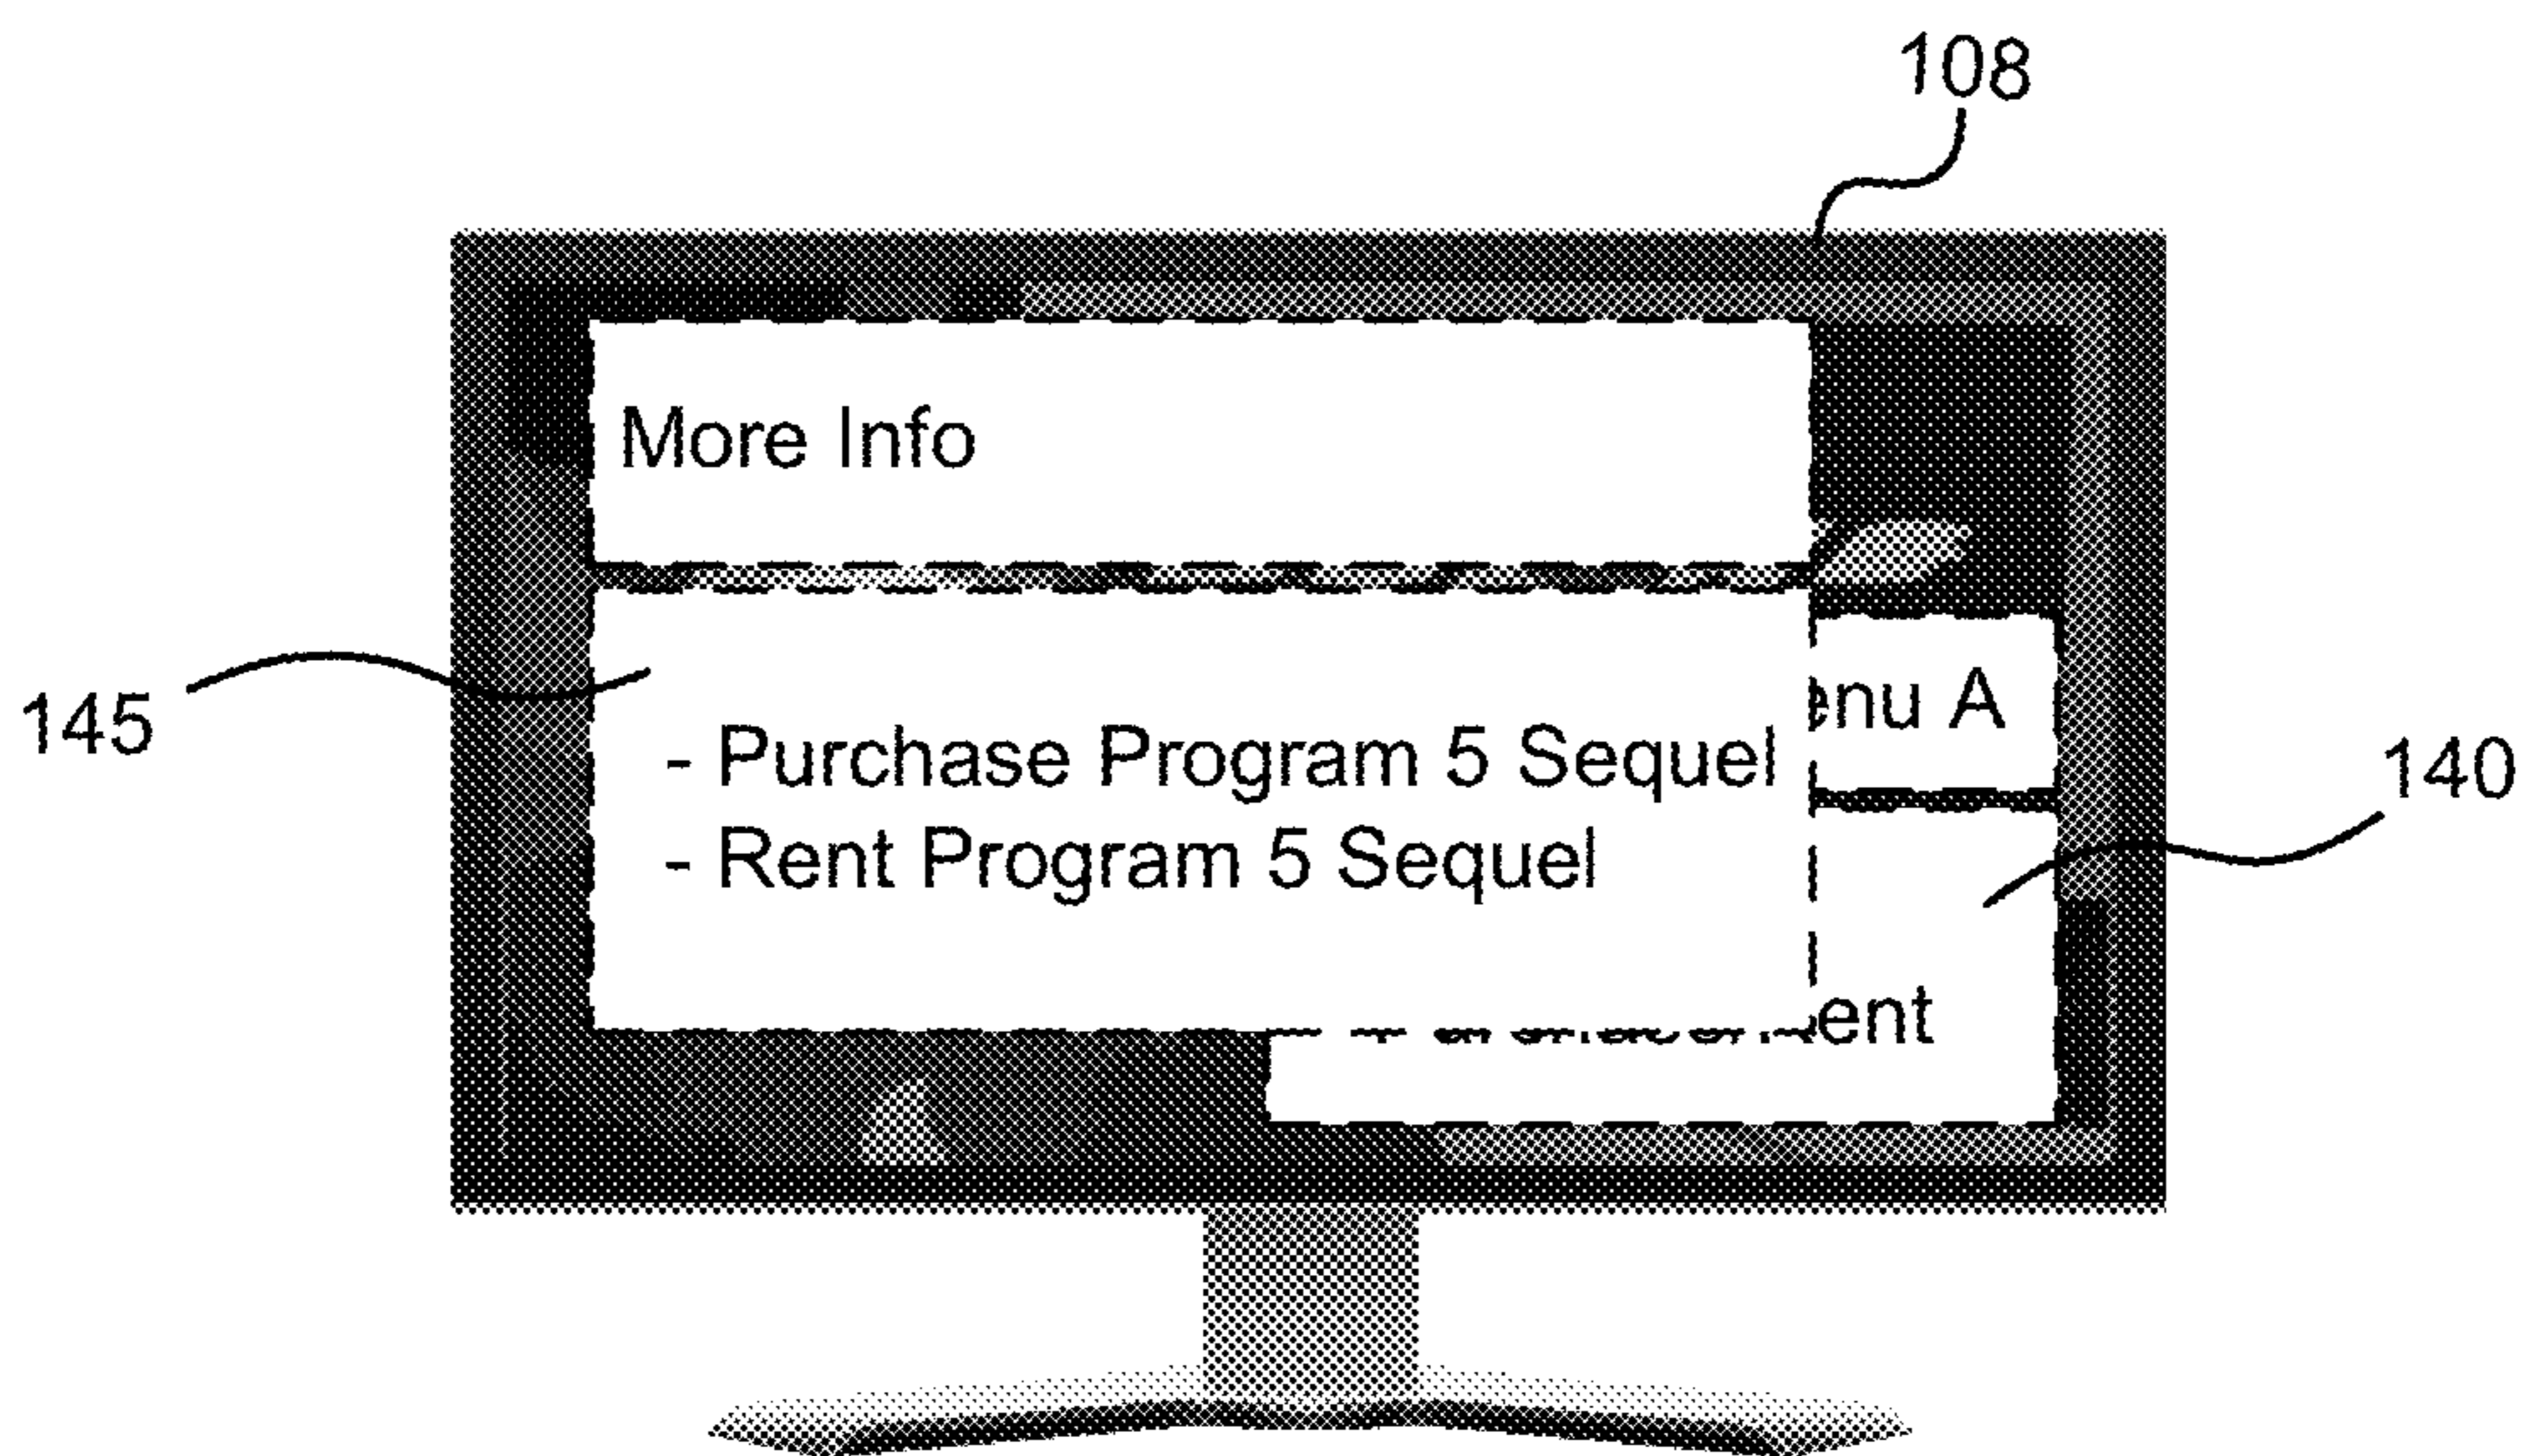 108
More Info
145
- Purchase Program 5 Sequel
- Rent Program 5 Sequel
enu A
140
ent